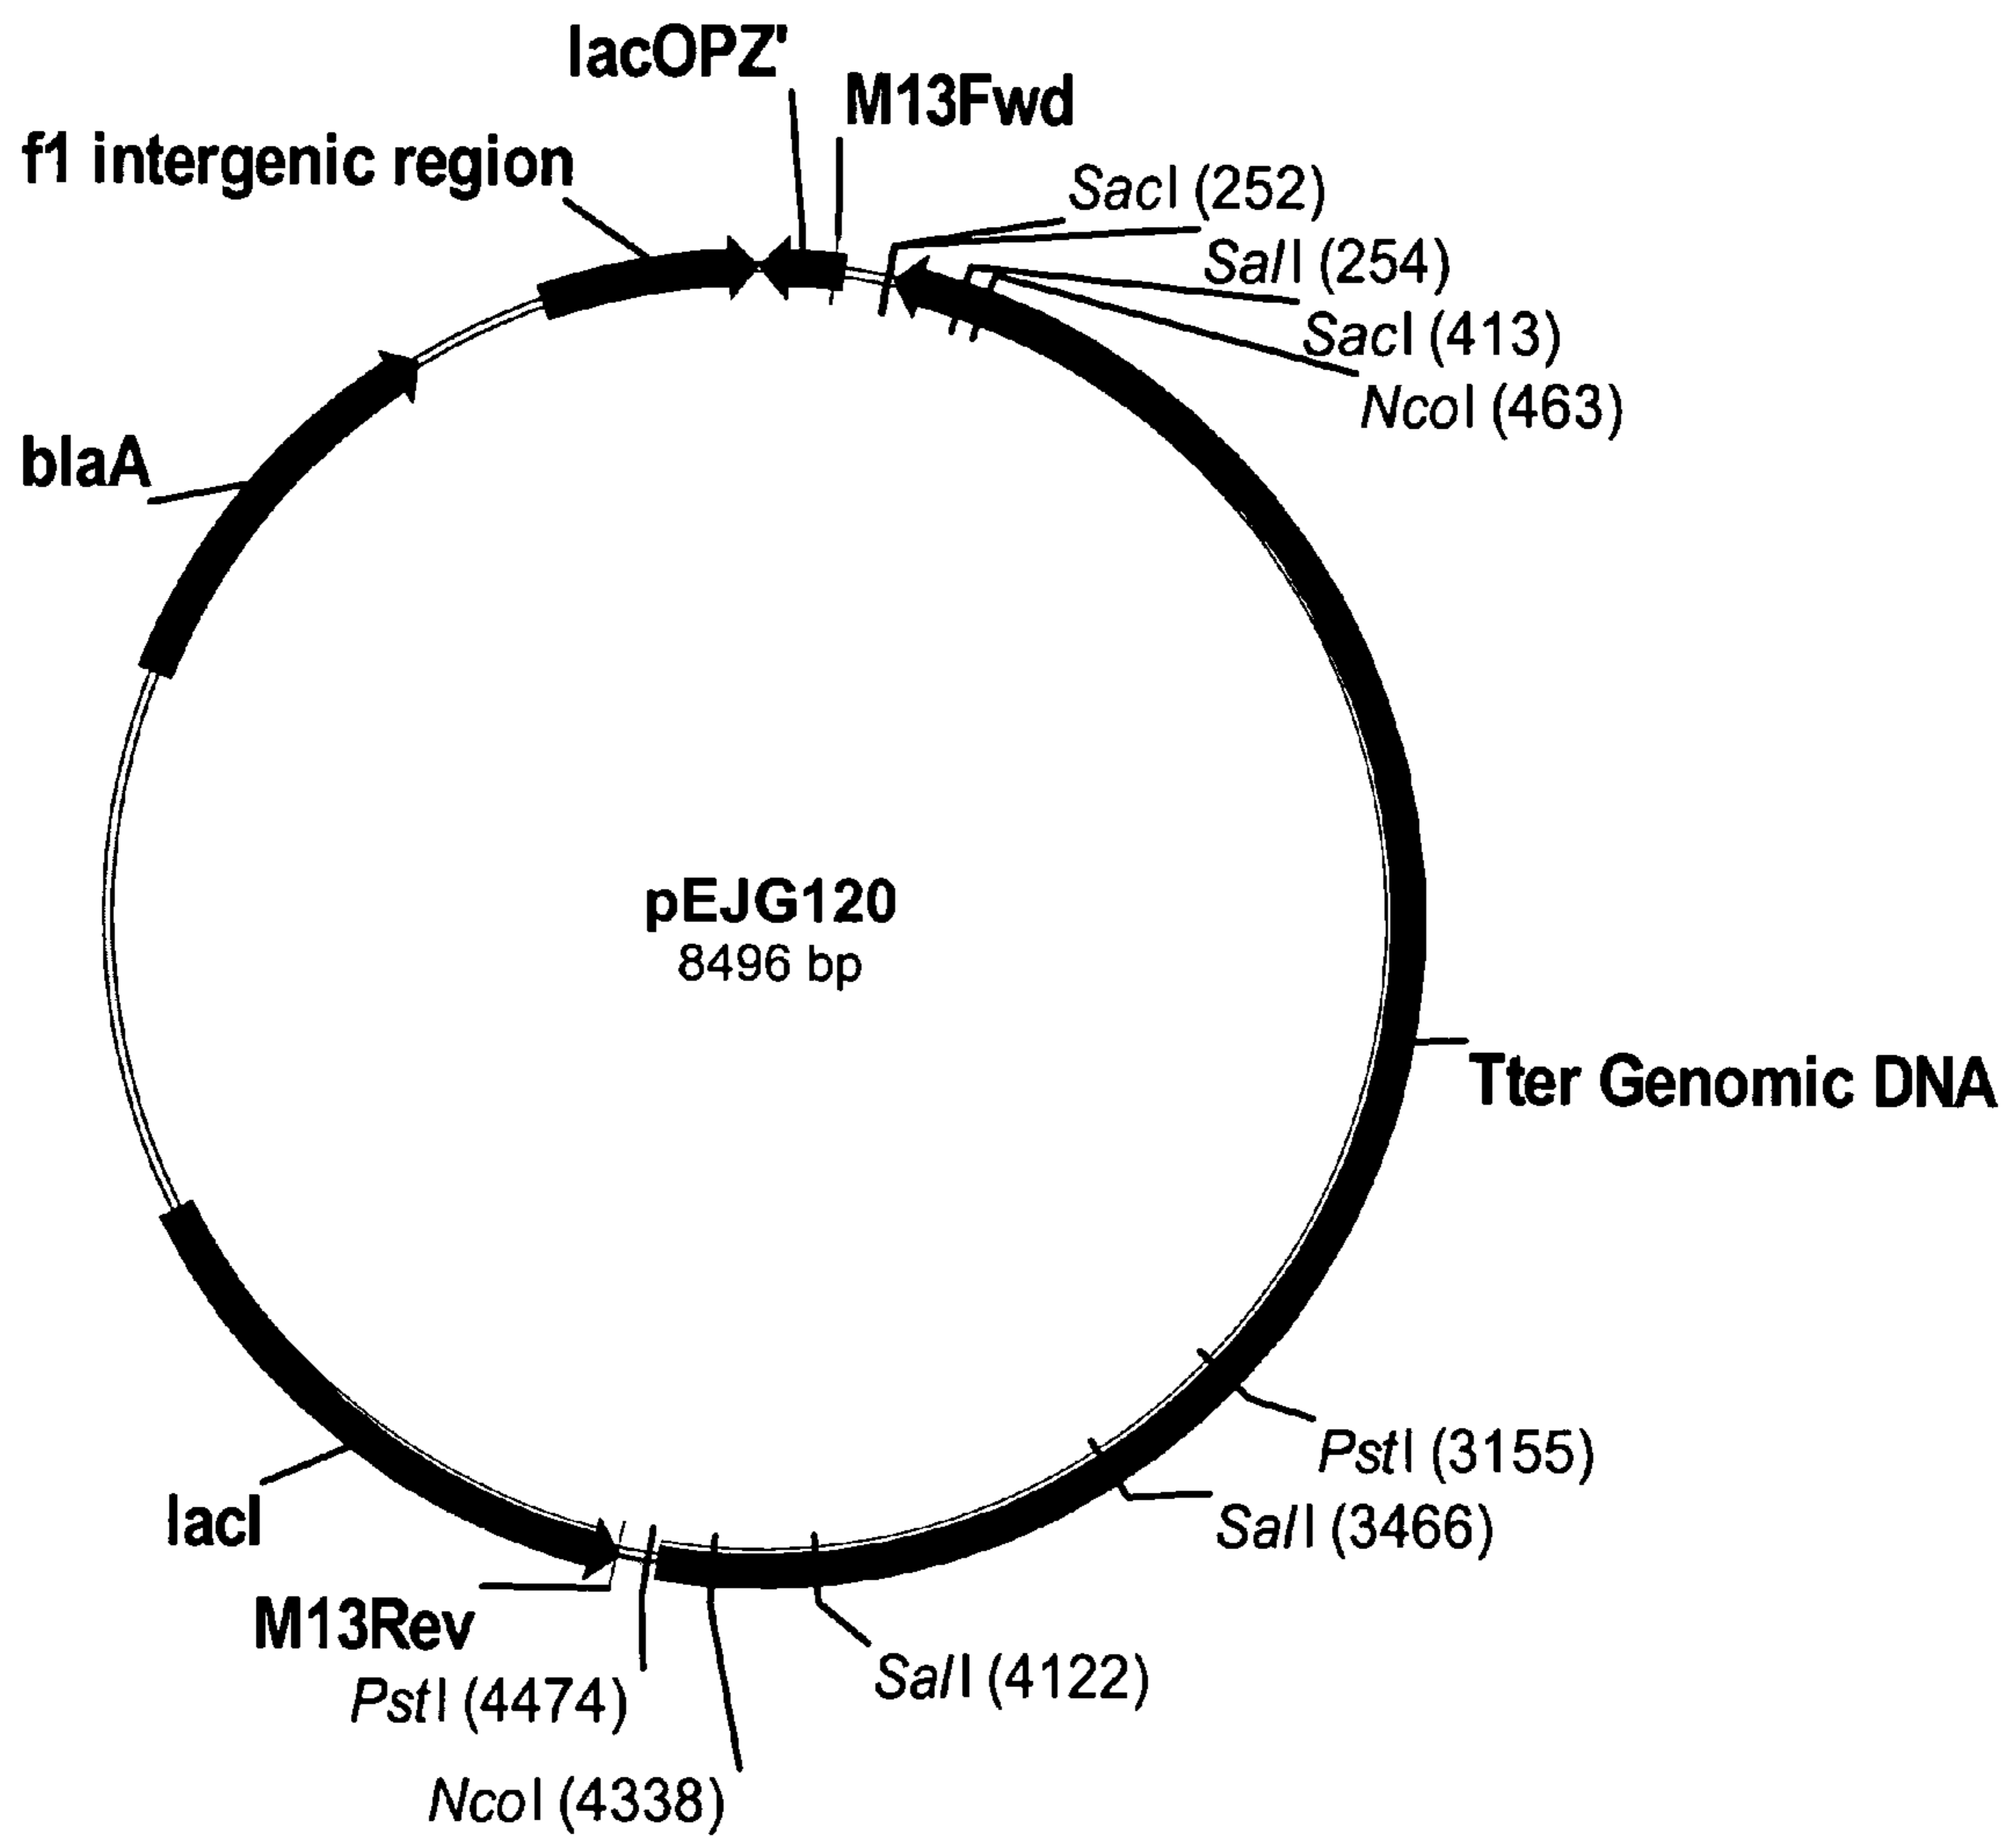 lacOPZ'
M13Fwd
f1 intergenic region
SacI (252)
SalI (254)
SacI (413)
NcoI (463)
blaA
pEJG120
8496 bp
Tter Genomic DNA
PstI (3155)
SalI (3466)
lacI
M13Rev
SalI (4122)
PstI (4474)
NcoI (4338)